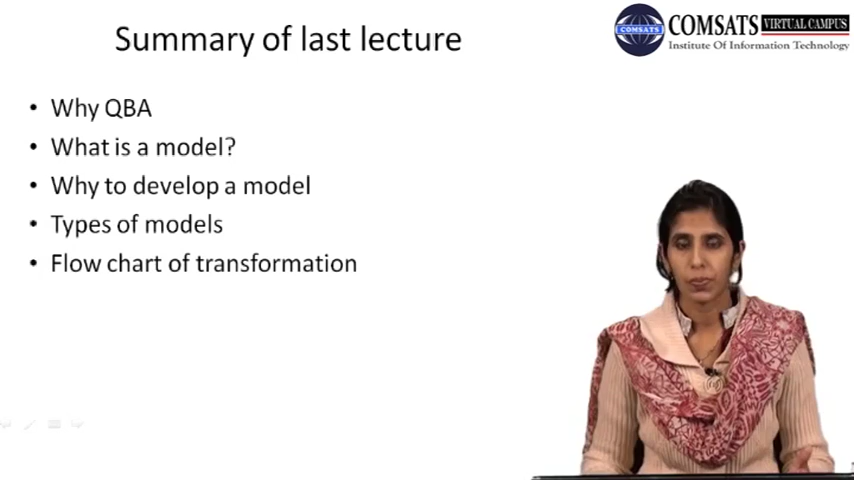 Summary of last lecture
COMSATS VIRTUAL CAMPUS
Institute Of Information Technology
COMSATS
• Why QBA
• What is a model?
• Why to develop a model
• Types of models
• Flow chart of transformation